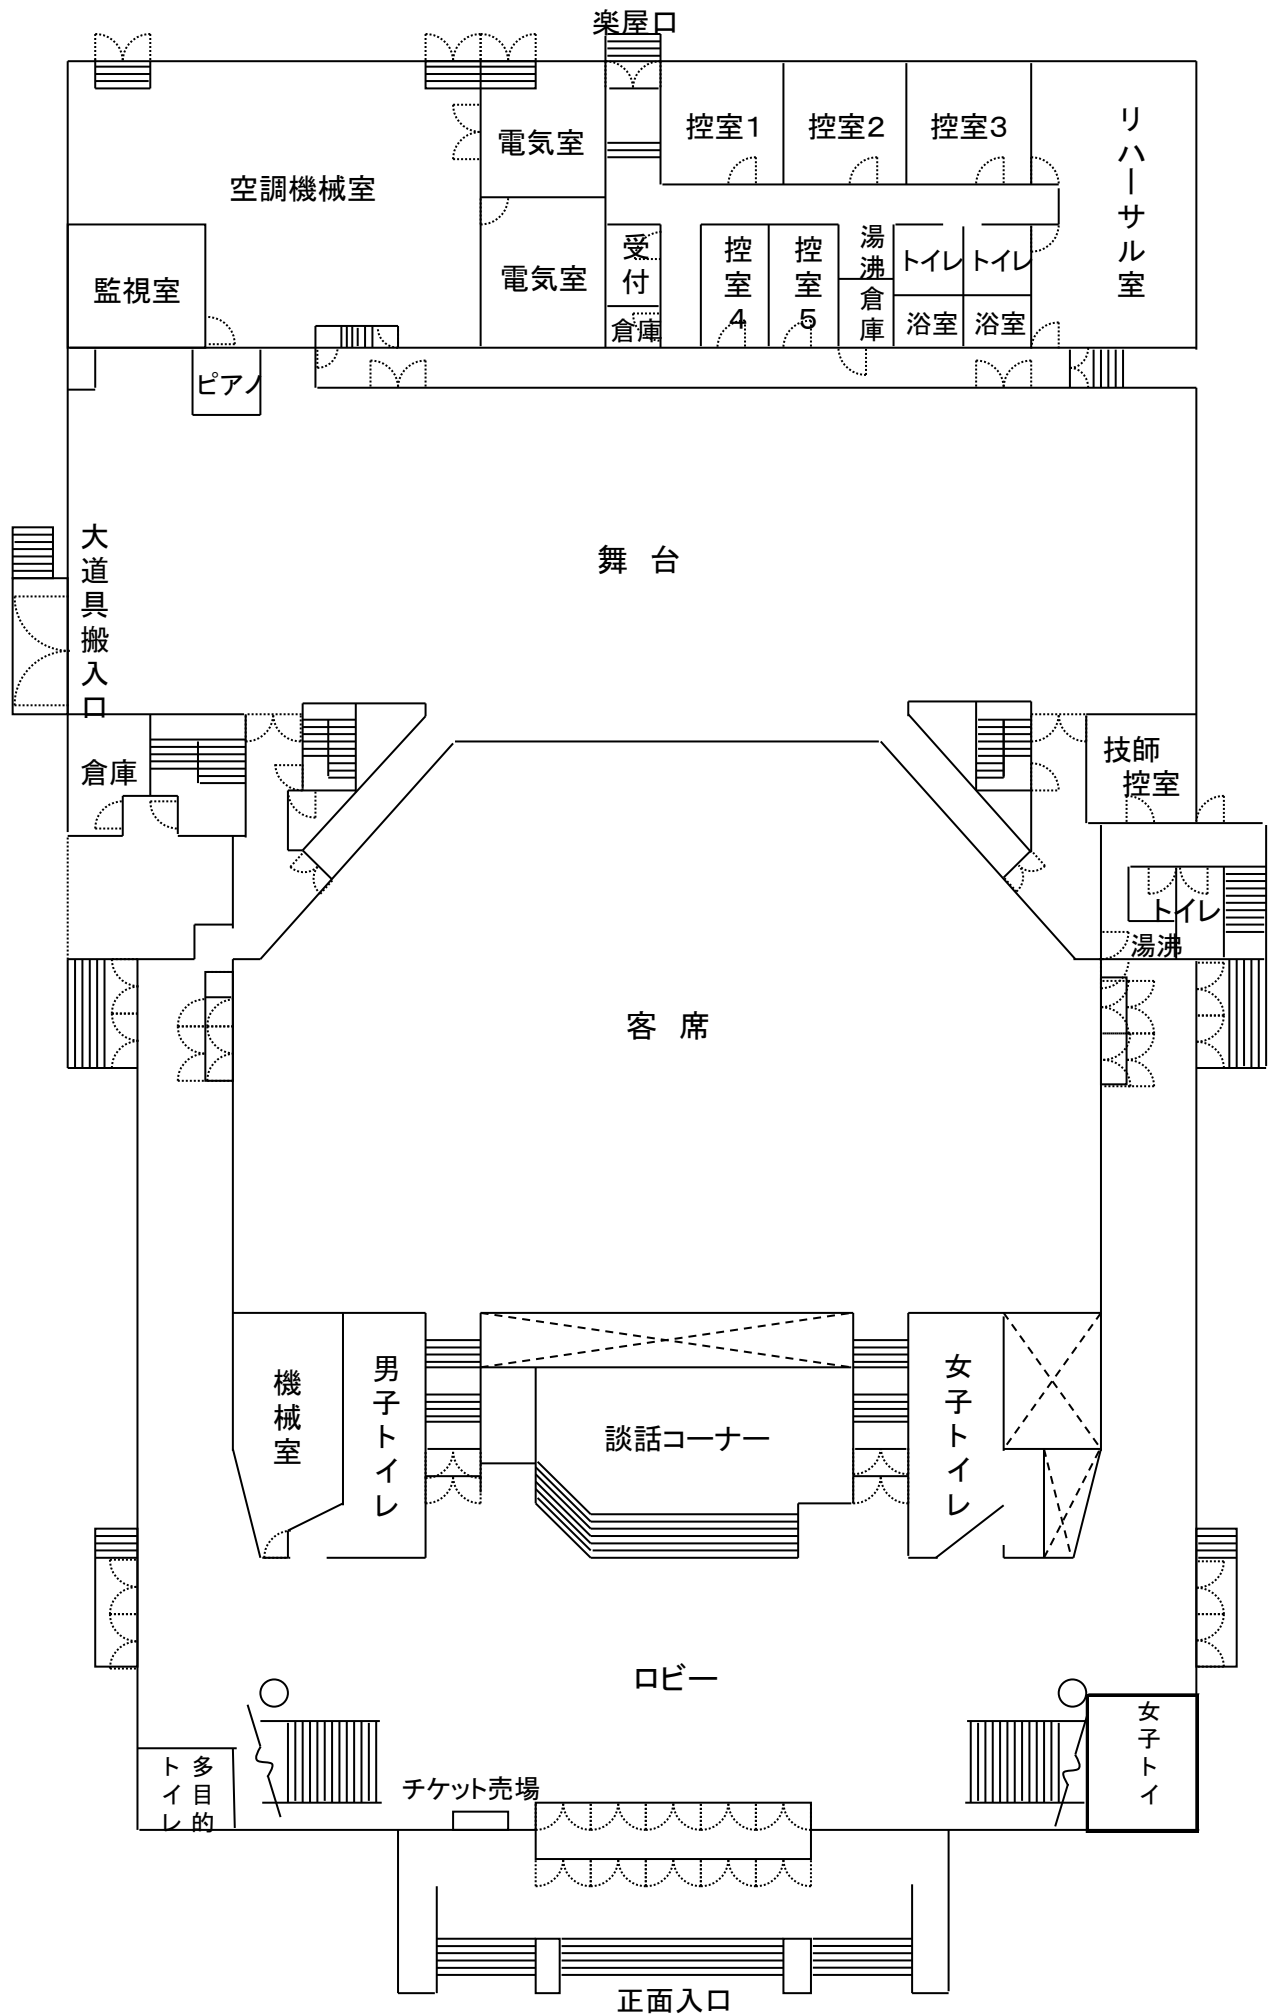 楽屋口
控室1
控室2
控室3
リハーサル室
電気室
空調機械室
監視室
電気室
受付
倉庫
控室4
控室5
湯沸
倉庫
トイレ
トイレ
浴室
浴室
ピアノ
大道具搬入口
舞 台
倉庫
技師
控室
トイレ
湯沸
客 席
機械室
男子トイレ
談話コーナー
女子トイレ
ロビー
多目的
トイレ
チケット売場
女子トイ
正面入口